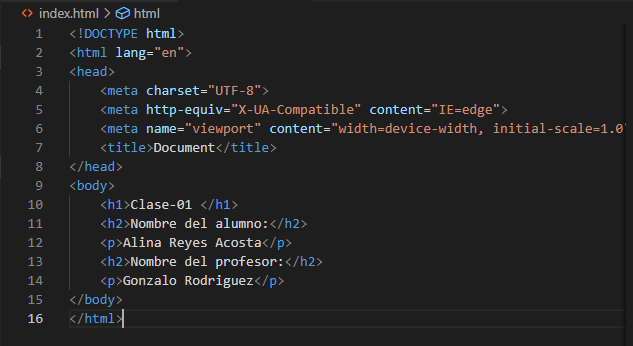 index.html > html
1 <!DOCTYPE html>
2 <html lang="en">
3 <head>
4 <meta charset="UTF-8">
5 <meta http-equiv="X-UA-Compatible" content="IE=edge">
6 <meta name="viewport" content="width=device-width, initial-scale=1.0"
7 <title>Document</title>
8 </head>
9 <body>
10 <h1>Clase-01 </h1>
11 <h2>Nombre del alumno:</h2>
12 <p>Alina Reyes Acosta</p>
13 <h2>Nombre del profesor:</h2>
14 <p>Gonzalo Rodriguez</p>
15 </body>
16 </html>